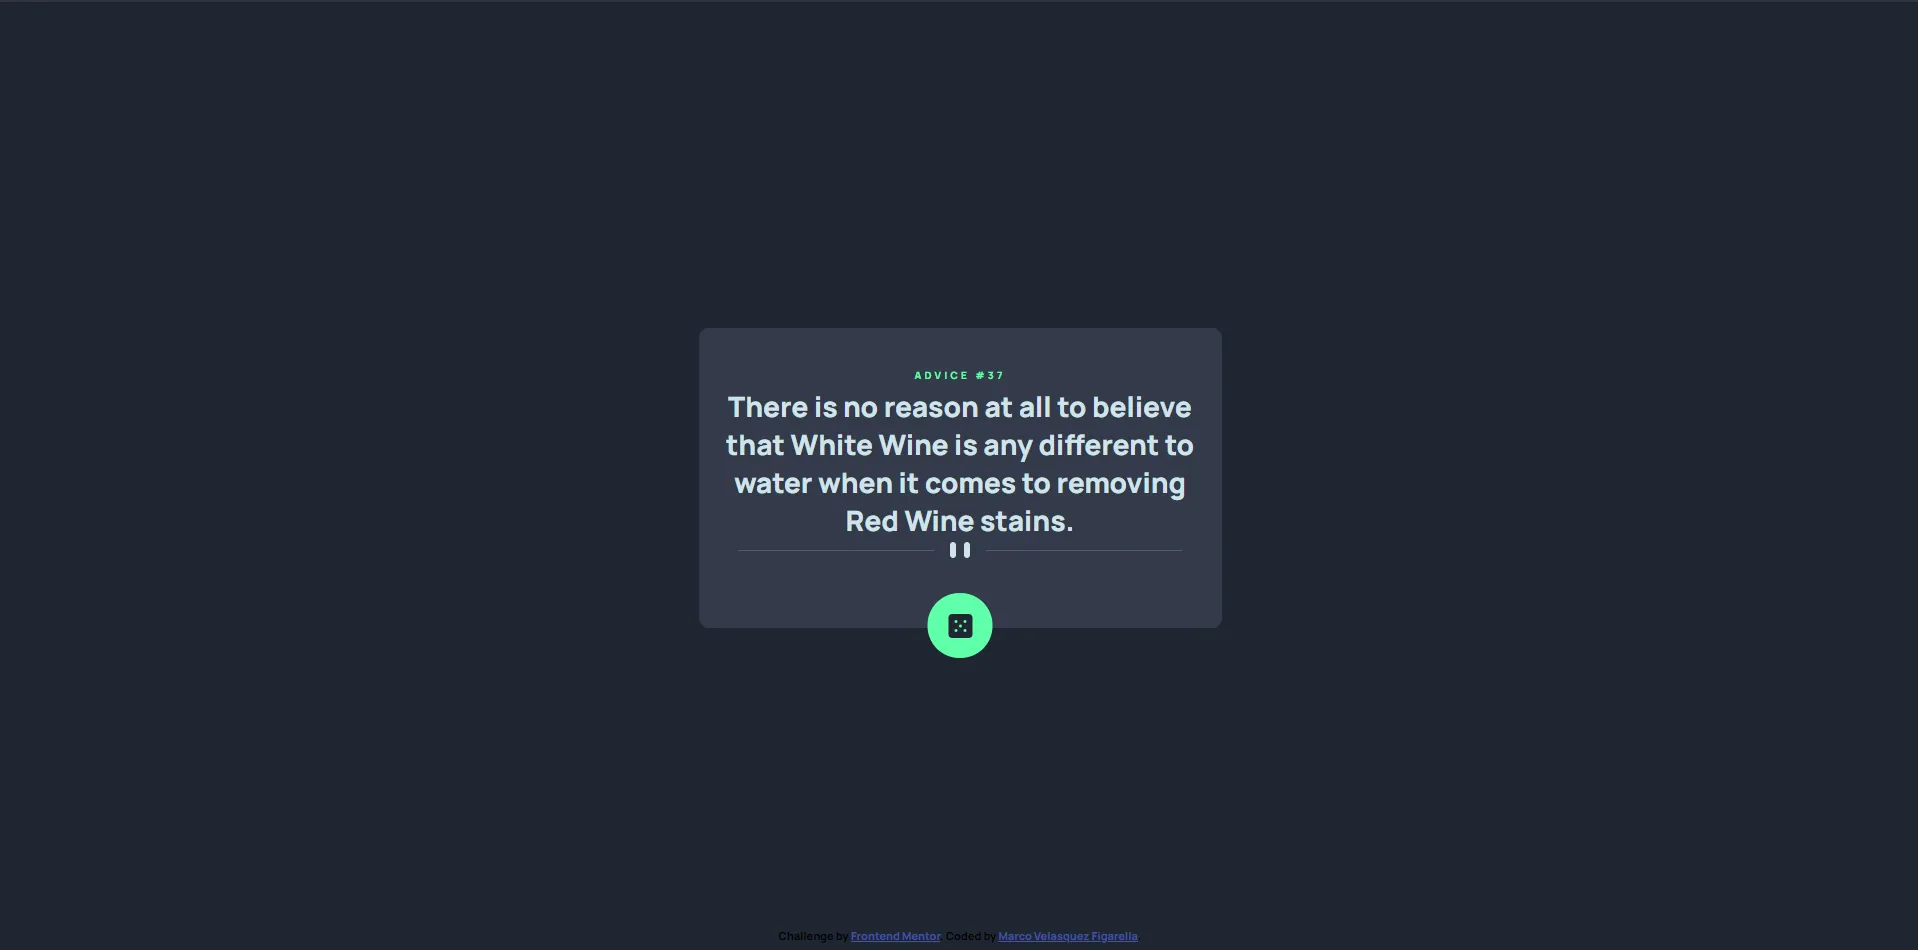 ADVICE #37
There is no reason at all to believe
that White Wine is any different to
water when it comes to removing
Red Wine stains.
Challenge by Frontend Mentor. Coded by Marco Velasquez Figarella